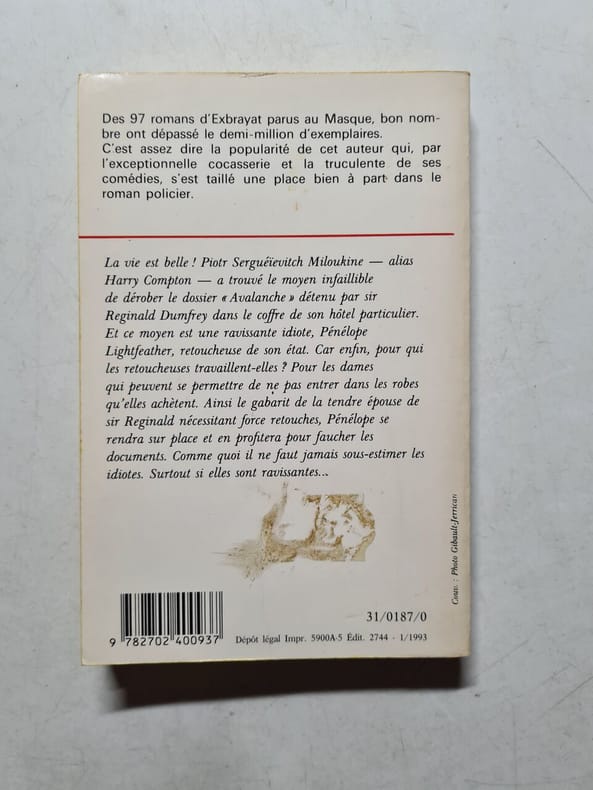 Des 97 romans d'Exbrayat parus au Masque, bon nom-
bre ont dépassé le demi-million d'exemplaires.
C'est assez dire la popularité de cet auteur qui, par
l'exceptionnelle cocasserie et la truculente de ses
comédies, s'est taillé une place bien à part dans le
roman policier.
La vie est belle ! Piotr Serguéïevitch Miloukine — alias
Harry Compton — a trouvé le moyen infaillible
de dérober le dossier « Avalanche » détenu par sir
Reginald Dumfrey dans le coffre de son hôtel particulier.
Et ce moyen est une ravissante idiote, Pénélope
Lightfeather, retoucheuse de son état. Car enfin, pour qui
les retoucheuses travaillent-elles ? Pour les dames
qui peuvent se permettre de ne pas entrer dans les robes
qu'elles achètent. Ainsi le gabarit de la tendre épouse de
sir Reginald nécessitant force retouches, Pénélope se
rendra sur place et en profitera pour faucher les
documents. Comme quoi il ne faut jamais sous-estimer les
idiotes. Surtout si elles sont ravissantes...
Couv. : Photo Gibault-Jerrican
31/0187/0
9 782702 400937
Dépôt légal Impr. 5900A-5 Édit. 2744 - 1/1993